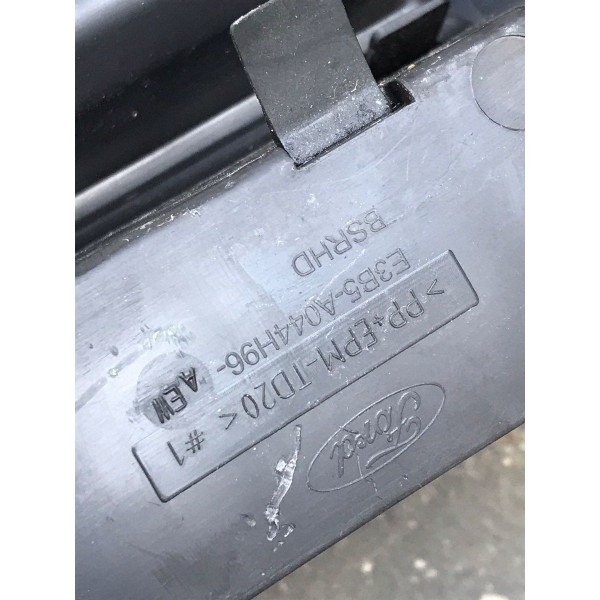 BSRHD
E3B5-A044H96-
AEW
>PP+EPM-TD20< #1
Ford